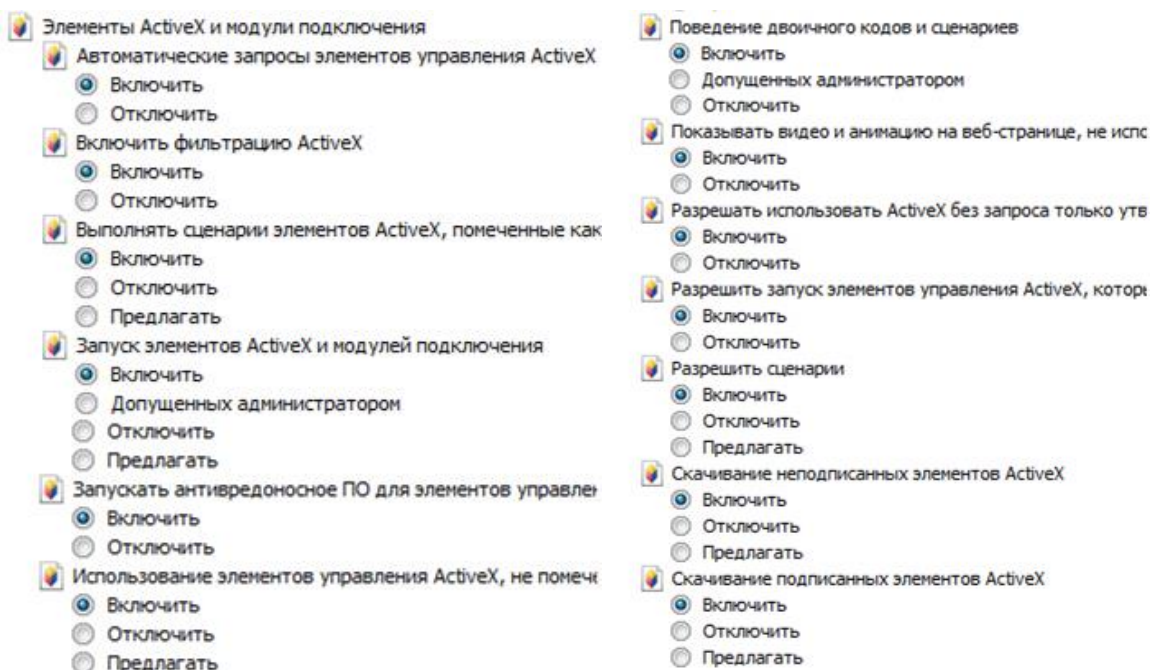 Элементы ActiveX и модули подключения
Автоматические запросы элементов управления ActiveX
Включить
Отключить
Включить фильтрацию ActiveX
Включить
Отключить
Выполнять сценарии элементов ActiveX, помеченные как
Включить
Отключить
Предлагать
Запуск элементов ActiveX и модулей подключения
Включить
Допущенных администратором
Отключить
Предлагать
Запускать антивредоносное ПО для элементов управлен
Включить
Отключить
Использование элементов управления ActiveX, не помече
Включить
Отключить
Предлагать
Поведение двоичного кодов и сценариев
Включить
Допущенных администратором
Отключить
Показывать видео и анимацию на веб-странице, не испо
Включить
Отключить
Разрешать использовать ActiveX без запроса только утв
Включить
Отключить
Разрешить запуск элементов управления ActiveX, которы
Включить
Отключить
Разрешить сценарии
Включить
Отключить
Предлагать
Скачивание неподписанных элементов ActiveX
Включить
Отключить
Предлагать
Скачивание подписанных элементов ActiveX
Включить
Отключить
Предлагать